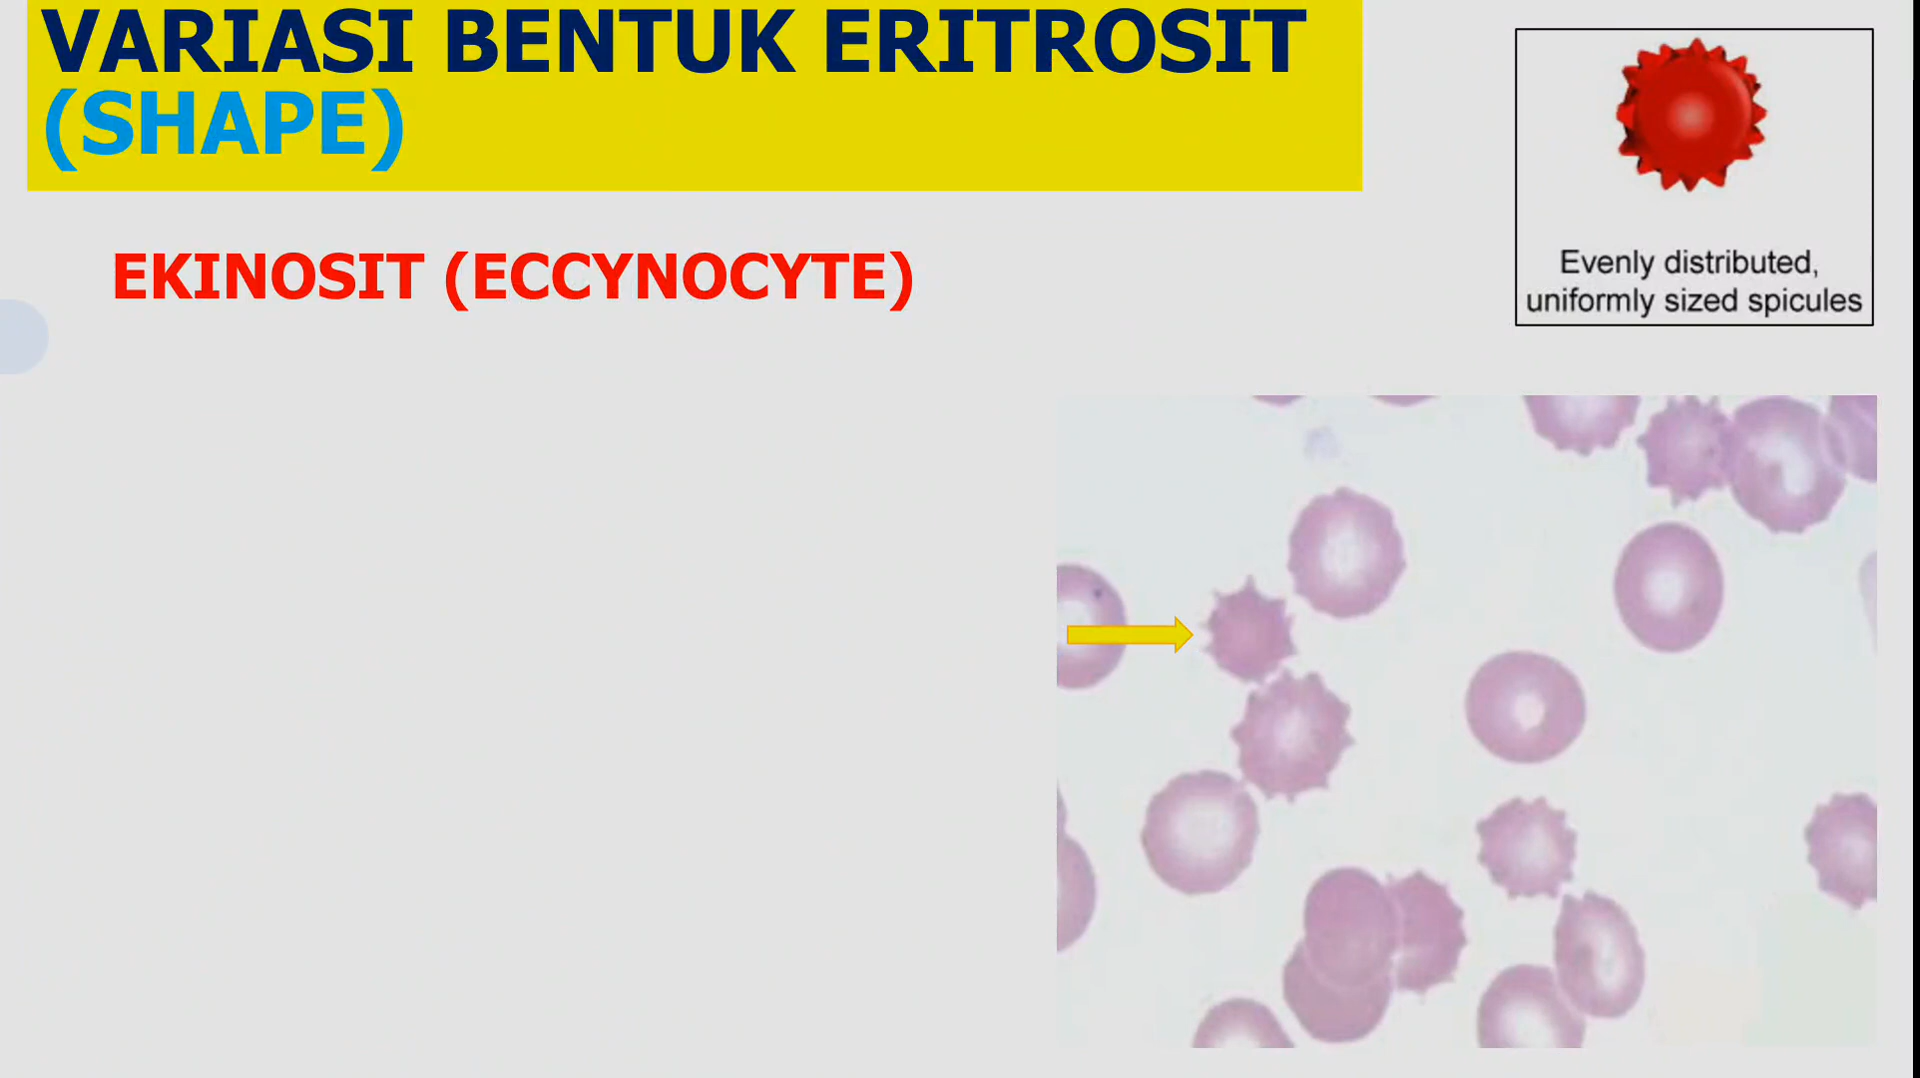 VARIASI BENTUK ERITROSIT
(SHAPE)
EKINOSIT (ECCYNOCYTE)
Evenly distributed,
uniformly sized spicules